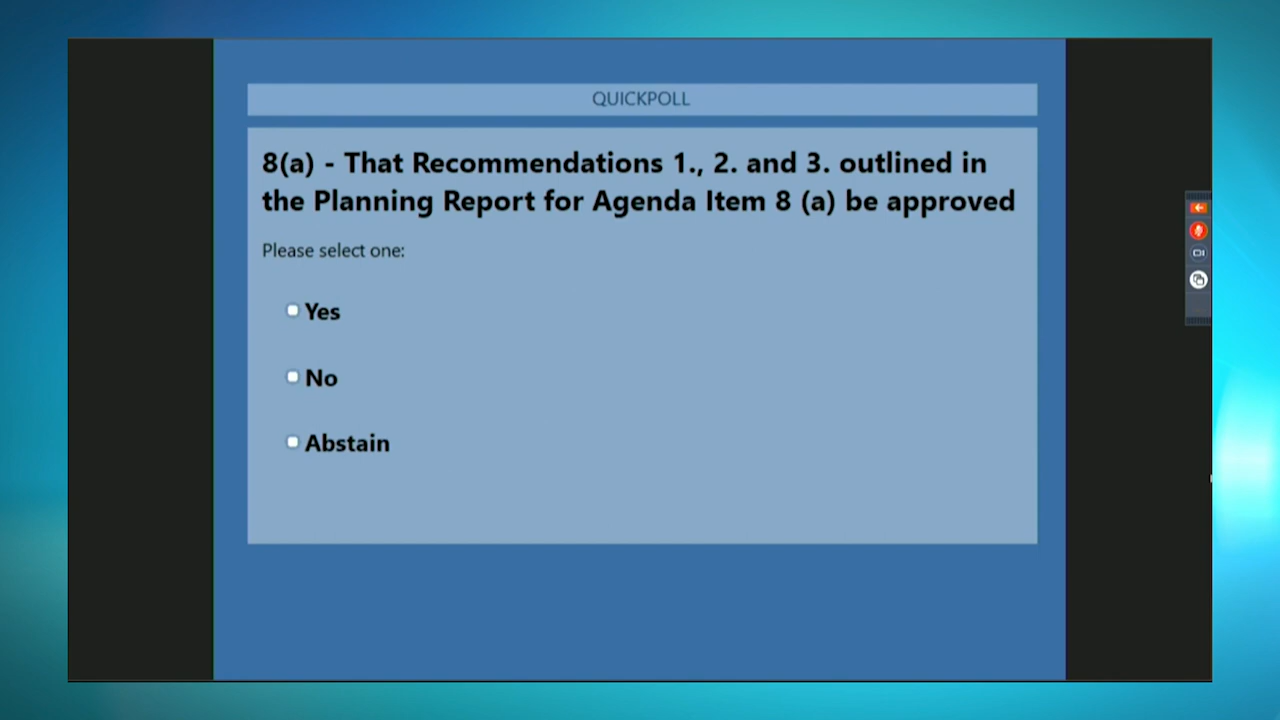 QUICKPOLL
8(a) - That Recommendations 1., 2. and 3. outlined in
the Planning Report for Agenda Item 8 (a) be approved
Please select one:
Yes
No
Abstain